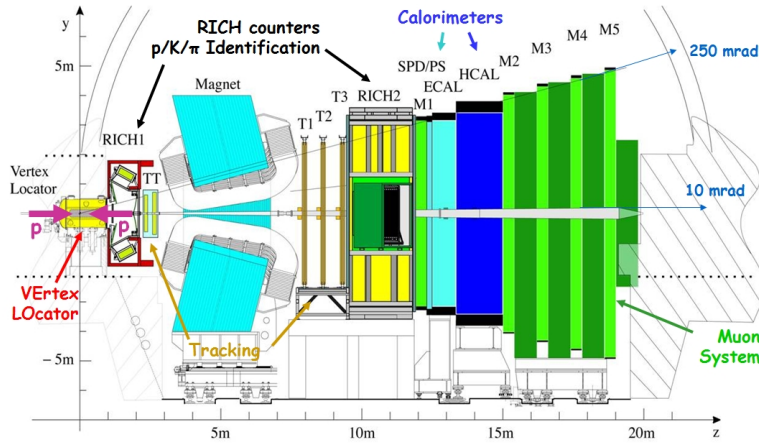 y
RICH counters
p/K/π Identification
Calorimeters
5m
Magnet
SPD/PS
ECAL
HCAL
M1
M2
M3
M4
M5
250 mrad
RICH1
TT
T1
T2
T3
RICH2
Vertex
Locator
10 mrad
p
p
VErtex
LOcator
Tracking
Muon
System
− 5m
5m
10m
15m
20m
z